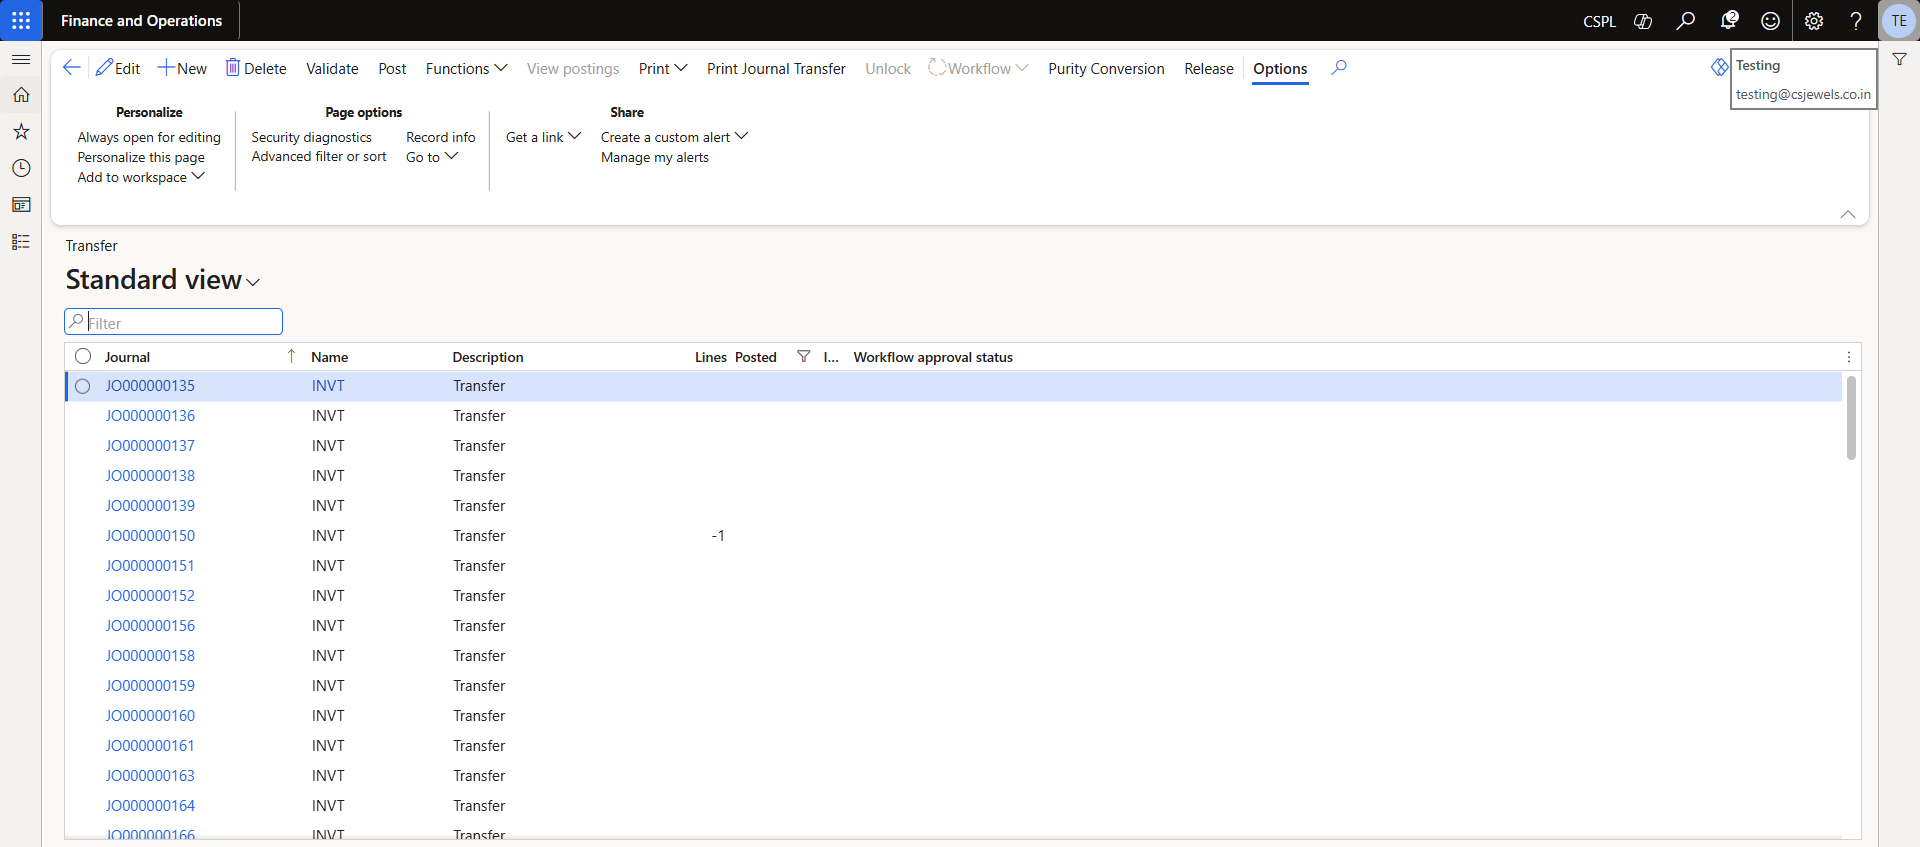 Finance and Operations
CSPL
2
TE
Testing
testing@csjewels.co.in
Edit New Delete Validate Post Functions View postings Print Print Journal Transfer Unlock Workflow Purity Conversion Release Options
Personalize
Always open for editing
Personalize this page
Add to workspace
Page options
Security diagnostics
Advanced filter or sort
Record info
Go to
Get a link
Share
Create a custom alert
Manage my alerts
Transfer
Standard view
Filter
Journal Name Description Lines Posted I... Workflow approval status
JO000000135 INVT Transfer
JO000000136 INVT Transfer
JO000000137 INVT Transfer
JO000000138 INVT Transfer
JO000000139 INVT Transfer
JO000000150 INVT Transfer -1
JO000000151 INVT Transfer
JO000000152 INVT Transfer
JO000000156 INVT Transfer
JO000000158 INVT Transfer
JO000000159 INVT Transfer
JO000000160 INVT Transfer
JO000000161 INVT Transfer
JO000000163 INVT Transfer
JO000000164 INVT Transfer
JO000000166 INVT Transfer